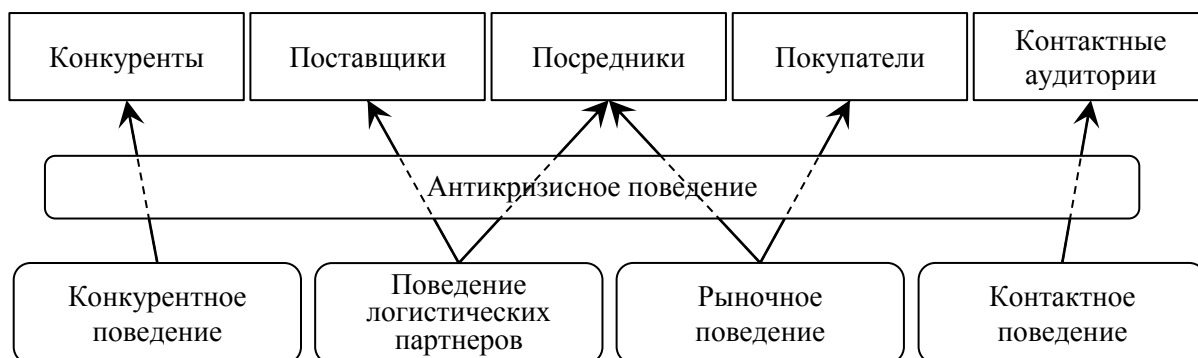 Конкуренты
Поставщики
Посредники
Покупатели
Контактные
аудитории
Антикризисное поведение
Конкурентное
поведение
Поведение
логистических
партнеров
Рыночное
поведение
Контактное
поведение